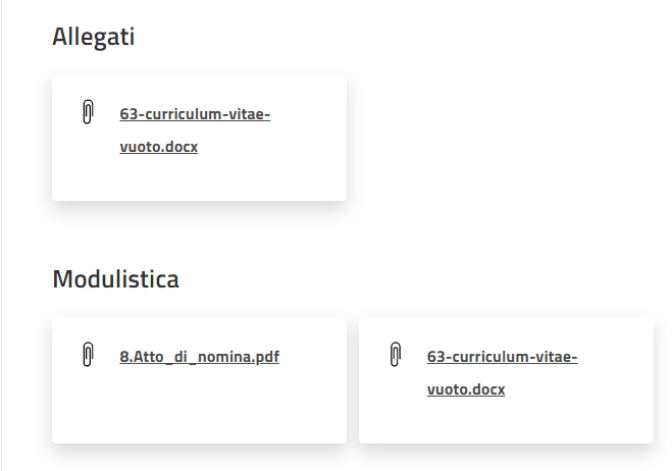 Allegati
63-curriculum-vitae-
vuoto.docx
Modulistica
8.Atto_di_nomina.pdf
63-curriculum-vitae-
vuoto.docx